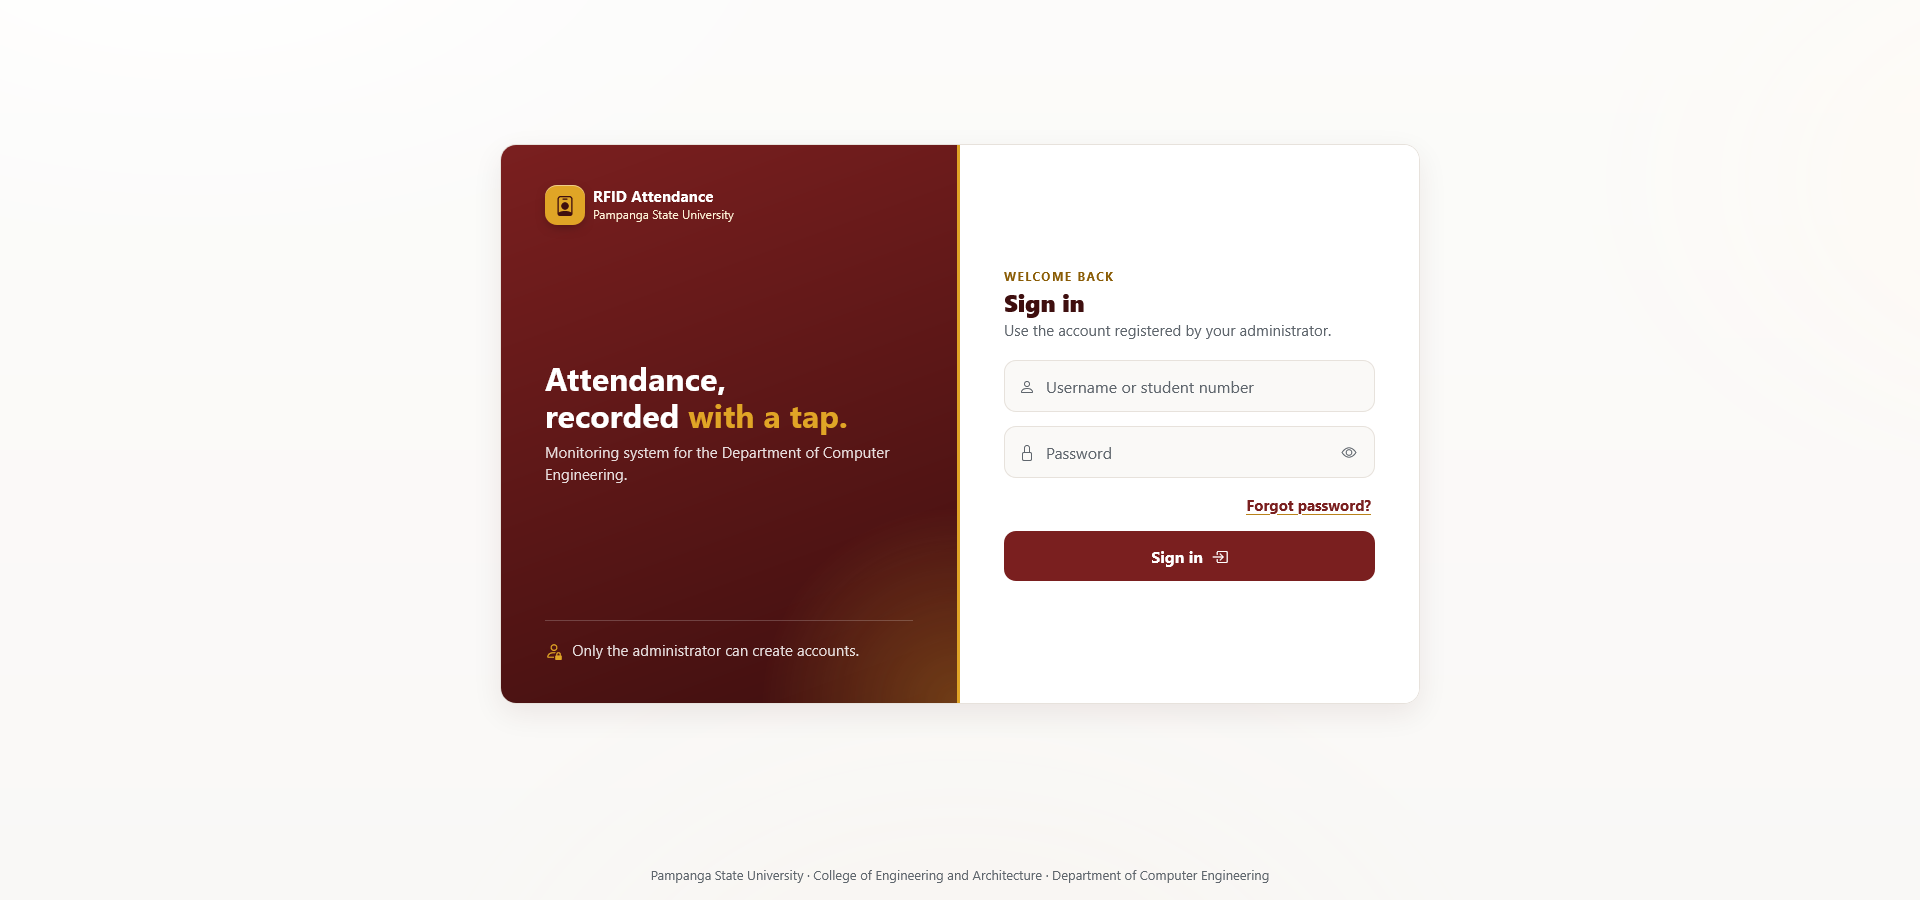 RFID Attendance
Pampanga State University
Attendance,
recorded with a tap.
Monitoring system for the Department of Computer
Engineering.
Only the administrator can create accounts.
WELCOME BACK
Sign in
Use the account registered by your administrator.
Username or student number
Password
Forgot password?
Sign in
Pampanga State University · College of Engineering and Architecture · Department of Computer Engineering